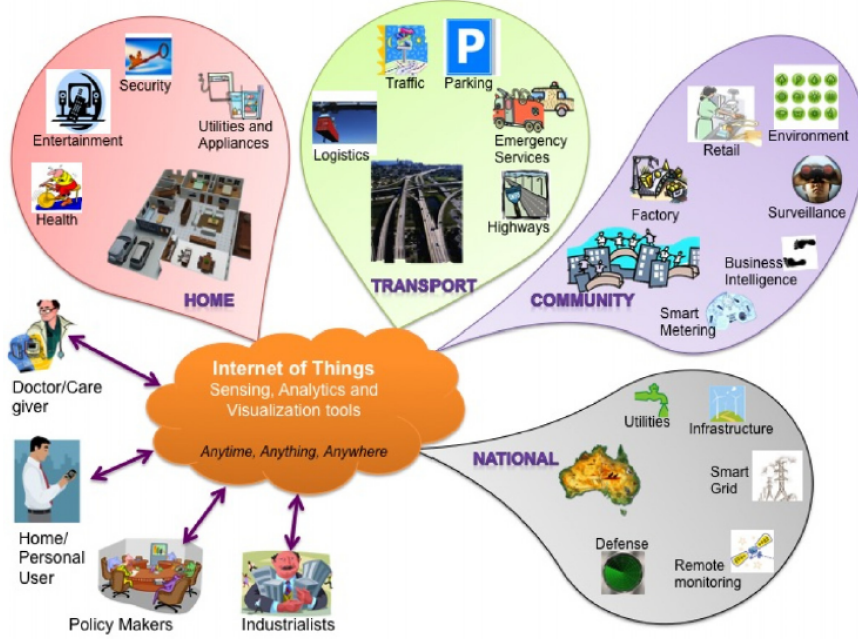 Security
Entertainment
Utilities and
Appliances
Health
HOME
Traffic
P
Parking
Logistics
Emergency
Services
Highways
TRANSPORT
Retail
Environment
Factory
Surveillance
Business
Intelligence
COMMUNITY
Smart
Metering
Internet of Things
Sensing, Analytics and
Visualization tools
Anytime, Anything, Anywhere
Doctor/Care
giver
Home/
Personal
User
Policy Makers
Industrialists
NATIONAL
Utilities
Infrastructure
Smart
Grid
Defense
Remote
monitoring